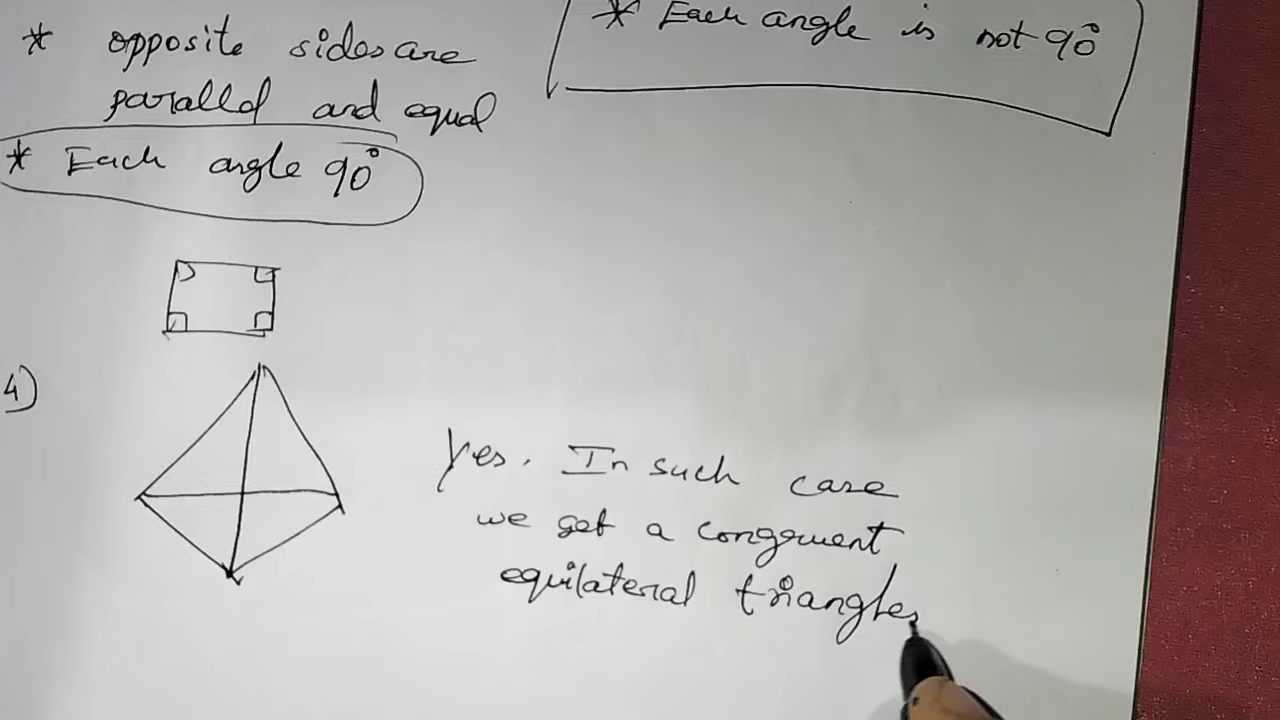 * opposite sides are
parallel and equal
* Each angle 90°
* Each angle is not 90°
4)
Yes. In such case
we get a congruent
equilateral triangles